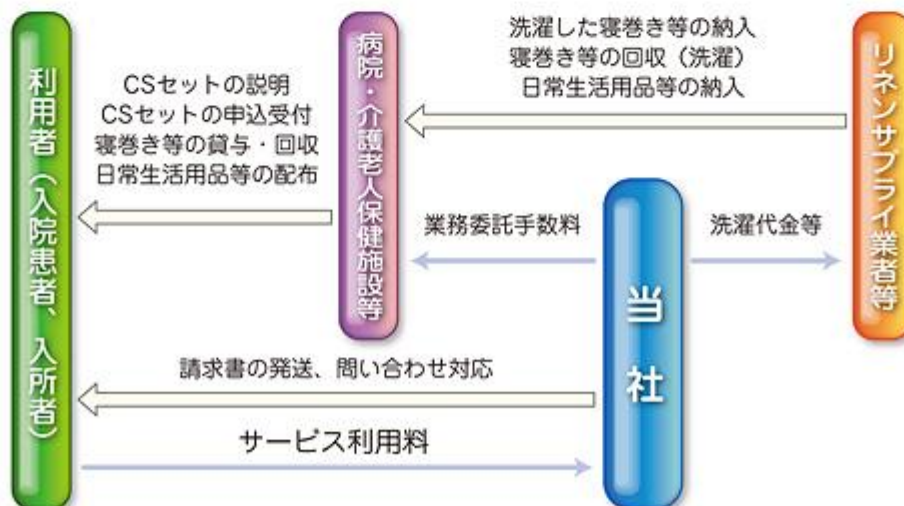 利用者（入院患者、入所者）
CSセットの説明
CSセットの申込受付
寝巻き等の貸与・回収
日常生活用品等の配布
病院・介護老人保健施設等
洗濯した寝巻き等の納入
寝巻き等の回収（洗濯）
日常生活用品等の納入
リネンサプライ業者等
業務委託手数料
洗濯代金等
当社
請求書の発送、問い合わせ対応
サービス利用料